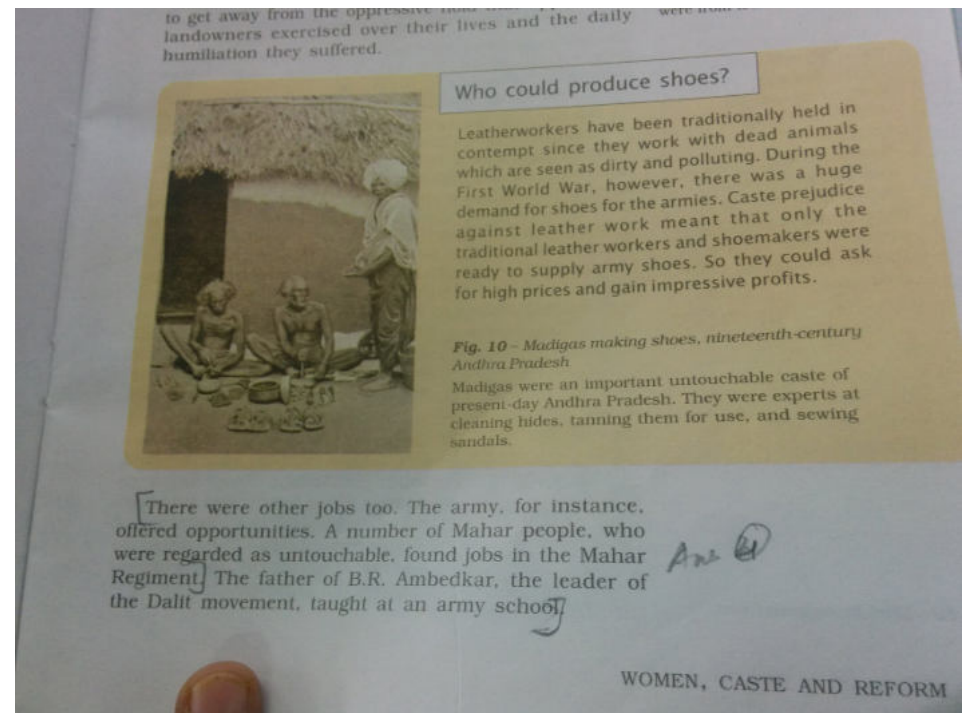 to get away from the oppressive
landowners exercised over their lives and the daily
humiliation they suffered.
Who could produce shoes?
Leatherworkers have been traditionally held in
contempt since they work with dead animals
which are seen as dirty and polluting. During the
First World War, however, there was a huge
demand for shoes for the armies. Caste prejudice
against leather work meant that only the
traditional leather workers and shoemakers were
ready to supply army shoes. So they could ask
for high prices and gain impressive profits.
Fig. 10 – Madigas making shoes, nineteenth-century
Andhra Pradesh
Madigas were an important untouchable caste of
present-day Andhra Pradesh. They were experts at
cleaning hides, tanning them for use, and sewing
sandals.
There were other jobs too. The army, for instance,
offered opportunities. A number of Mahar people, who
were regarded as untouchable, found jobs in the Mahar
Regiment. The father of B.R. Ambedkar, the leader of
the Dalit movement, taught at an army school.
Ans 4
WOMEN, CASTE AND REFORM